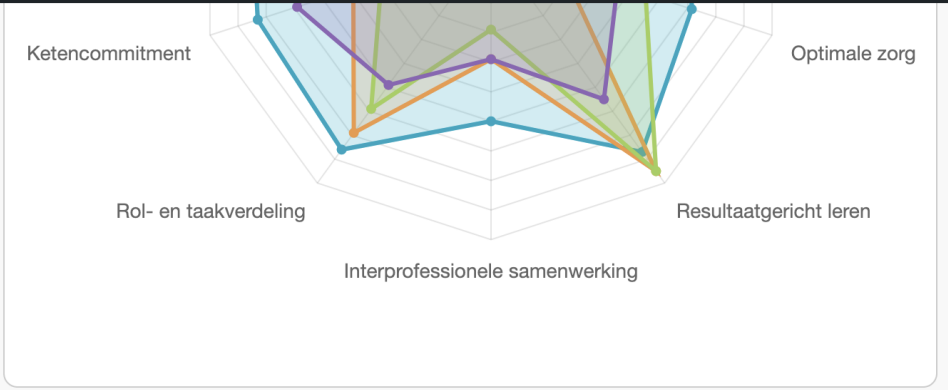 Ketencommitment
Optimale zorg
Rol- en taakverdeling
Resultaatgericht leren
Interprofessionele samenwerking